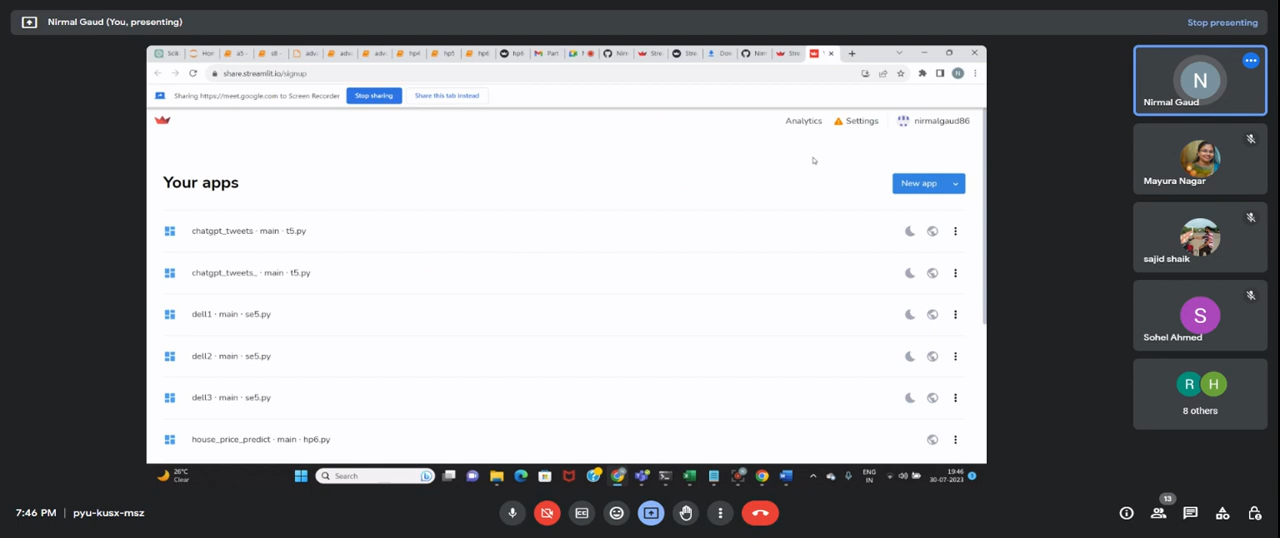 Nirmal Gaud (You, presenting)
Stop presenting
share.streamlit.io/signup
Sharing https://meet.google.com to Screen Recorder
Stop sharing
Share this tab instead
Analytics
Settings
nirmalgaud86
Your apps
New app
chatgpt_tweets · main · t5.py
chatgpt_tweets_ · main · t5.py
dell1 · main · se5.py
dell2 · main · se5.py
dell3 · main · se5.py
house_price_predict · main · hp6.py
26°C
Clear
Search
ENG
IN
19:46
30-07-2023
N
Nirmal Gaud
Mayura Nagar
sajid shaik
S
Sohel Ahmed
R
H
8 others
7:46 PM | pyu-kusx-msz
13